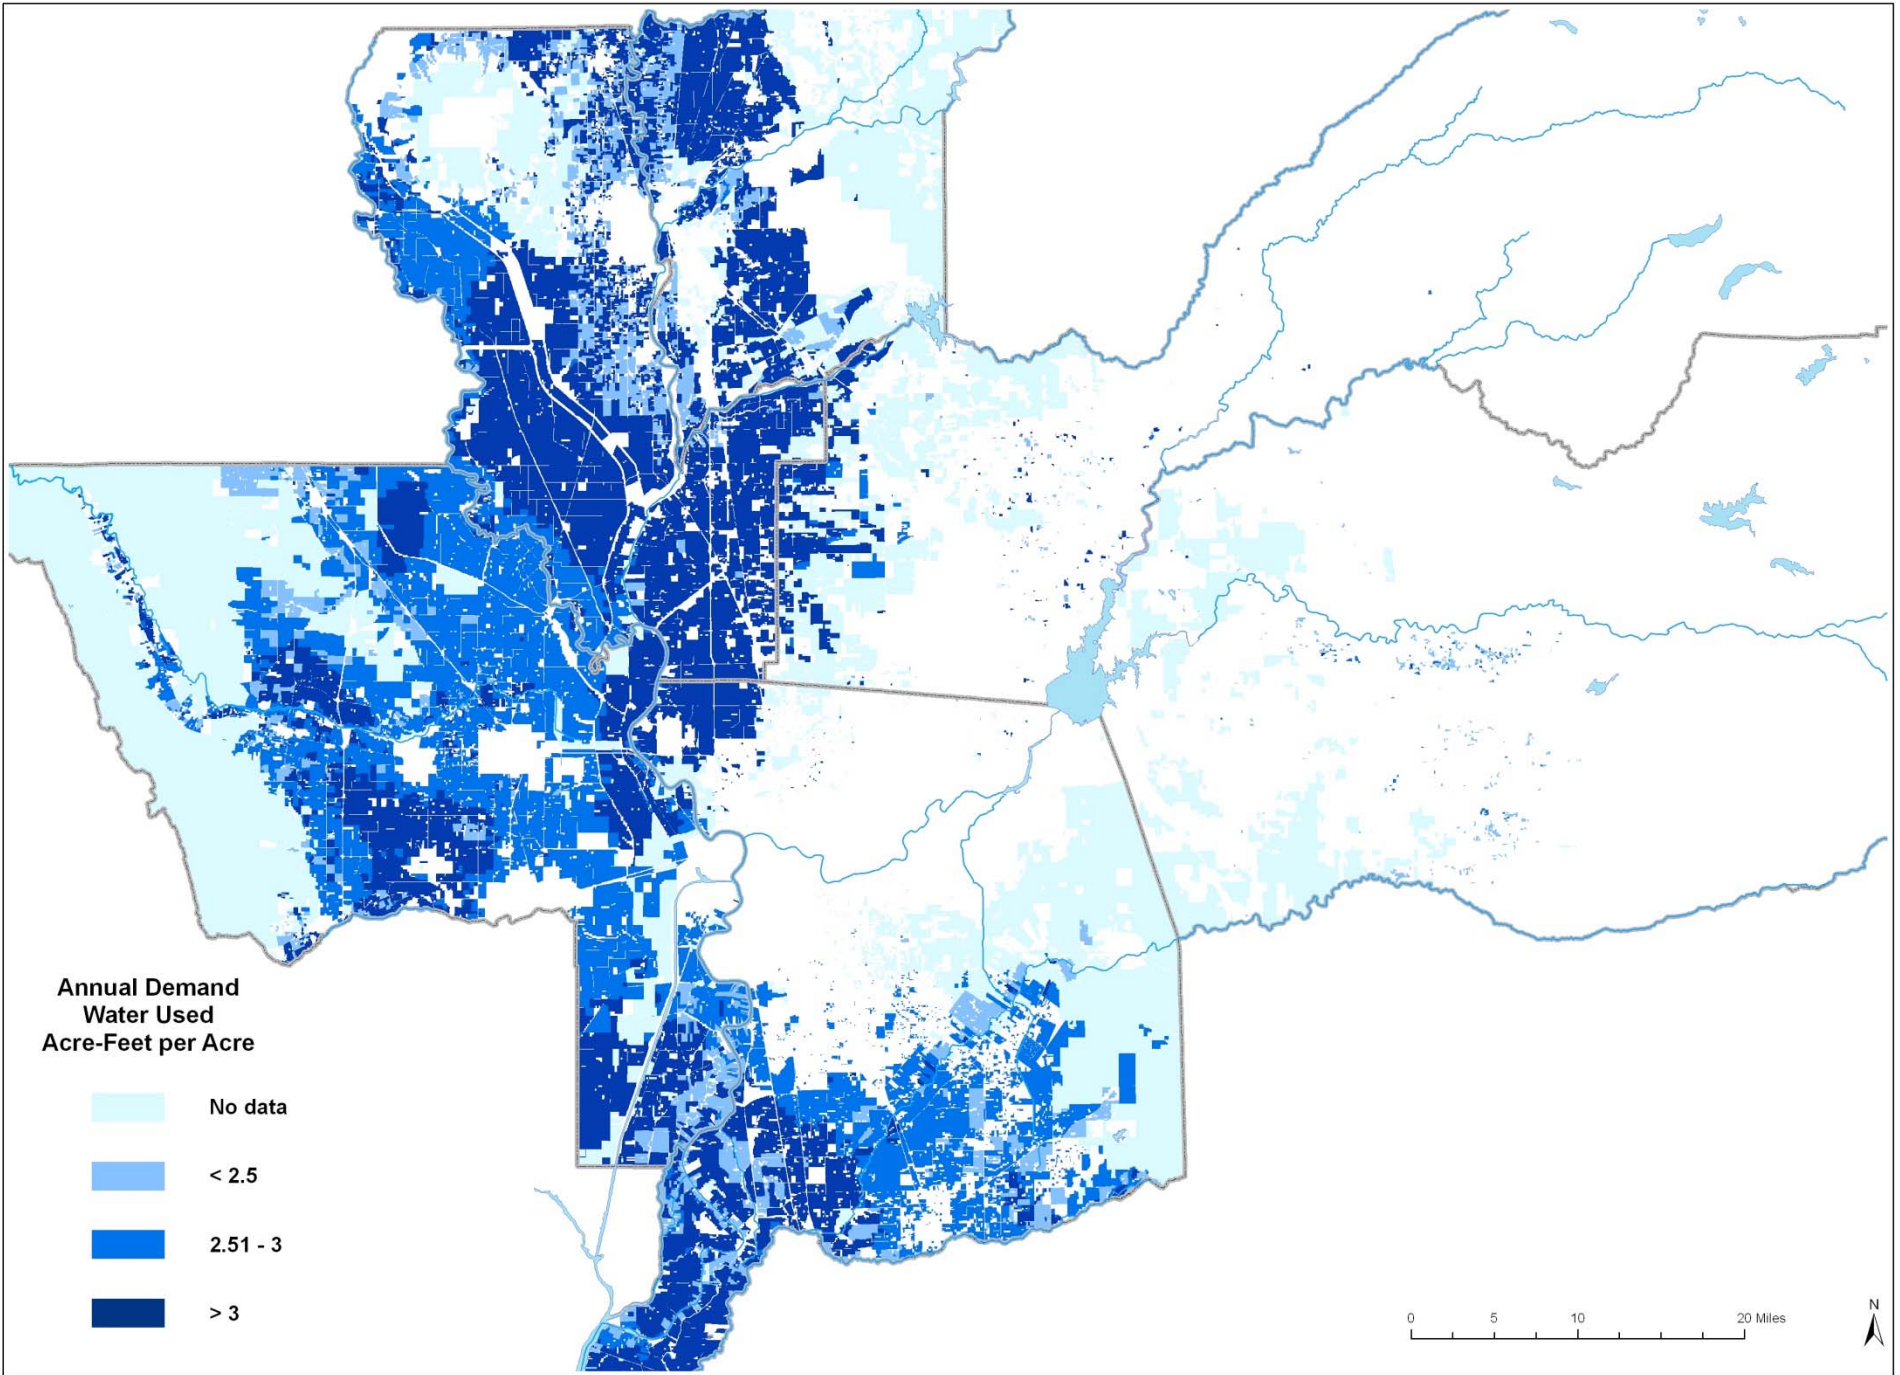 Annual Demand
Water Used
Acre-Feet per Acre
No data
< 2.5
2.51 - 3
> 3
0 5 10 20 Miles
N